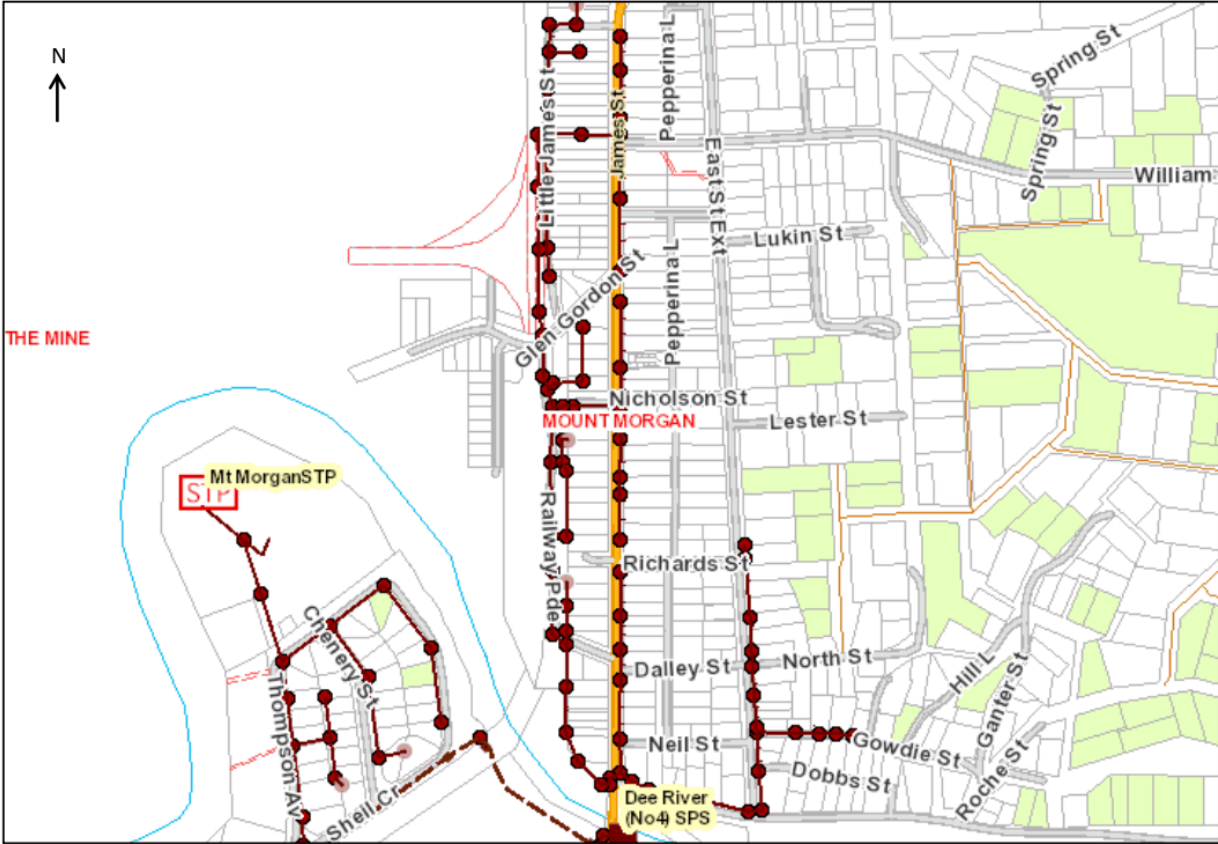 N
Spring St
Pepperina L
Little James St
James St
East St Ext
Spring St
William
Lukin St
Pepperina L
Glen Gordon St
THE MINE
Nicholson St
MOUNT MORGAN
Lester St
Mt MorganSTP
STP
Railway Pde
Richards St
Chenery St
Dalley St
North St
Hill L
Ganter St
Thompson Av
Neil St
Gowdie St
Dobbs St
Roche St
Shell Cr
Dee River
(No4) SPS